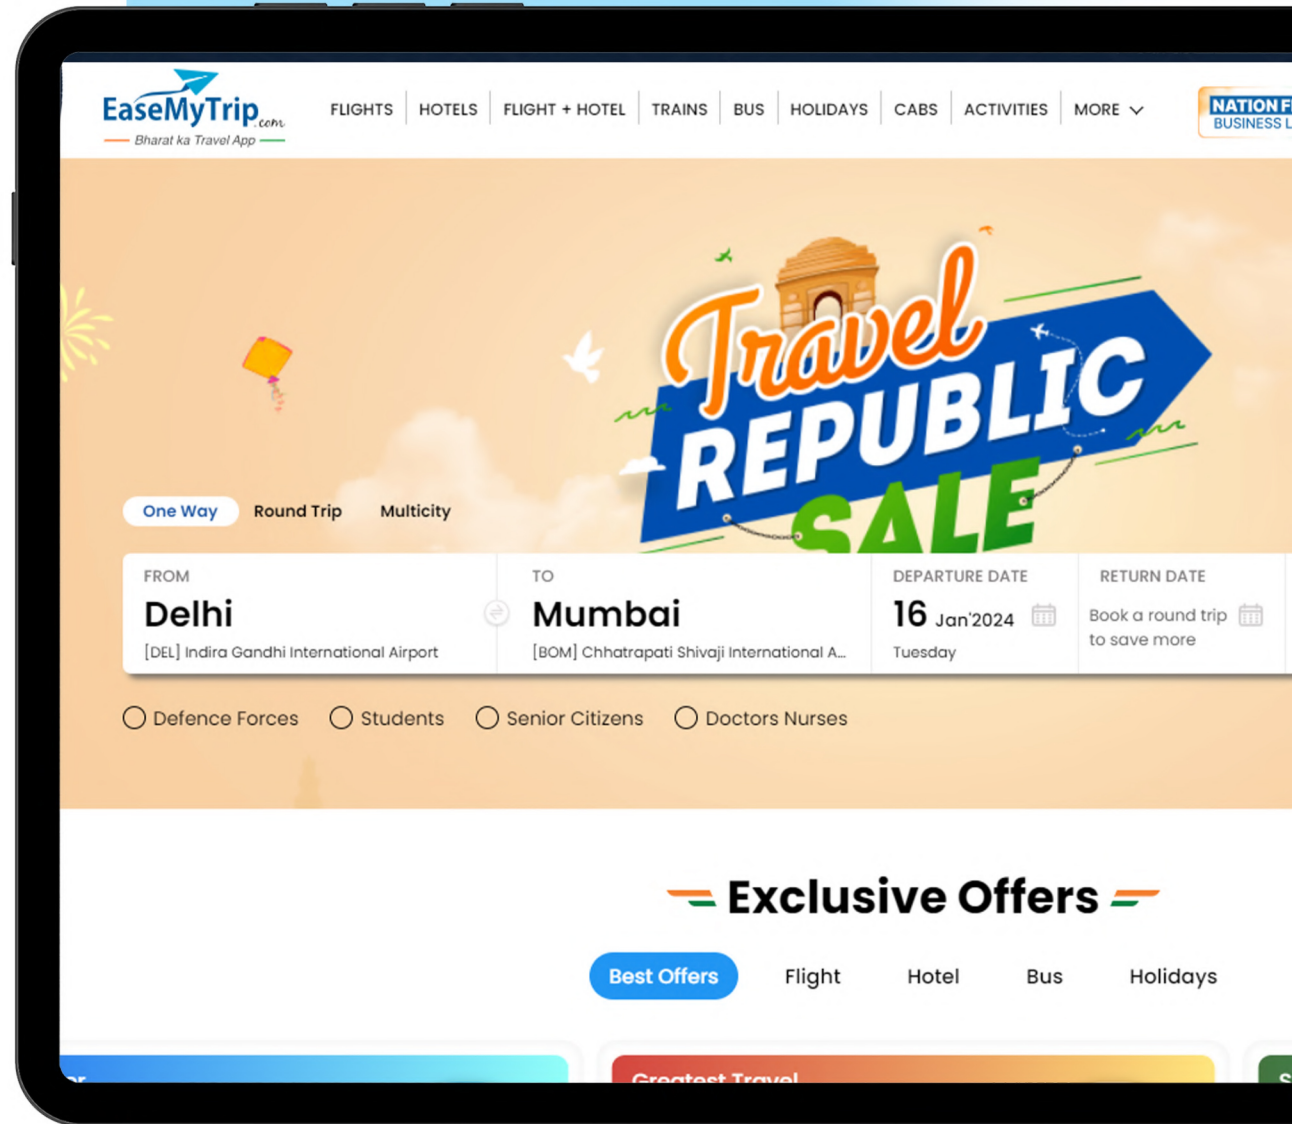 EaseMyTrip.com
Bharat ka Travel App
FLIGHTS
HOTELS
FLIGHT + HOTEL
TRAINS
BUS
HOLIDAYS
CABS
ACTIVITIES
MORE
NATION
BUSINESS
Travel
REPUBLIC
SALE
One Way
Round Trip
Multicity
FROM
Delhi
[DEL] Indira Gandhi International Airport
TO
Mumbai
[BOM] Chhatrapati Shivaji International A...
DEPARTURE DATE
16 Jan'2024
Tuesday
RETURN DATE
Book a round trip
to save more
Defence Forces
Students
Senior Citizens
Doctors Nurses
Exclusive Offers
Best Offers
Flight
Hotel
Bus
Holidays
Greatest Travel